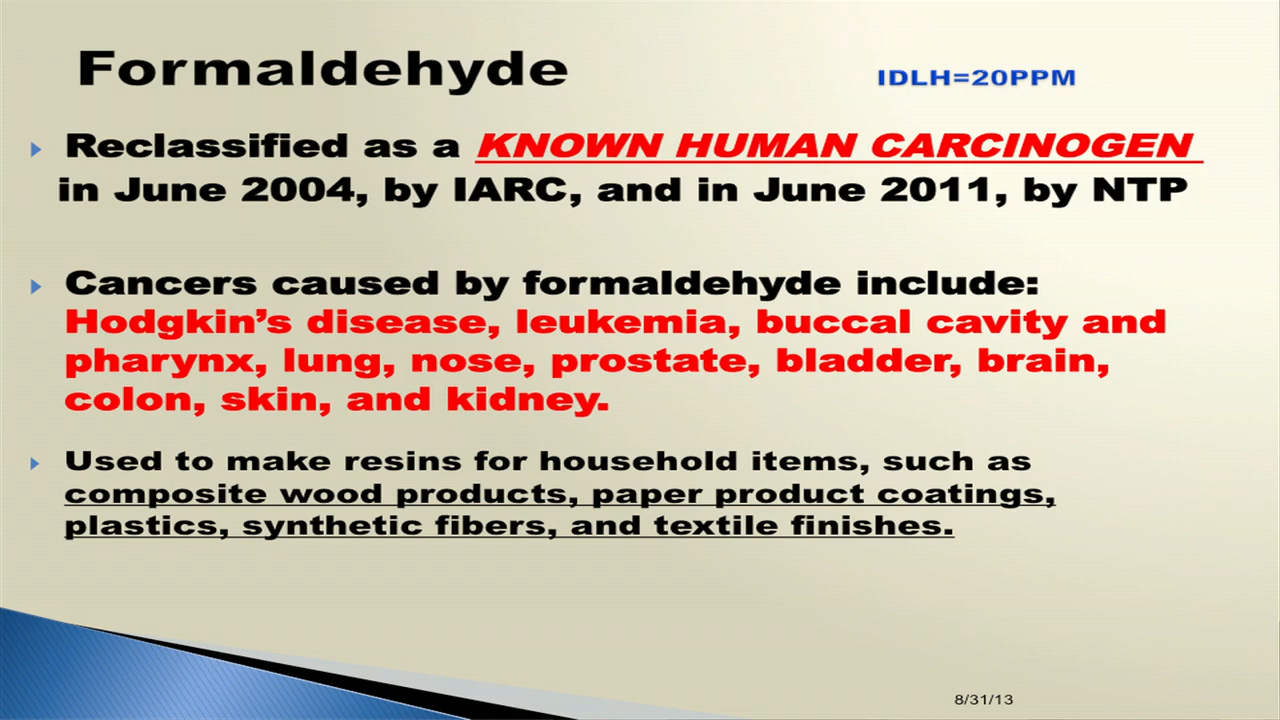 Formaldehyde
IDLH=20PPM
Reclassified as a KNOWN HUMAN CARCINOGEN
in June 2004, by IARC, and in June 2011, by NTP
Cancers caused by formaldehyde include:
Hodgkin’s disease, leukemia, buccal cavity and
pharynx, lung, nose, prostate, bladder, brain,
colon, skin, and kidney.
Used to make resins for household items, such as
composite wood products, paper product coatings,
plastics, synthetic fibers, and textile finishes.
8/31/13